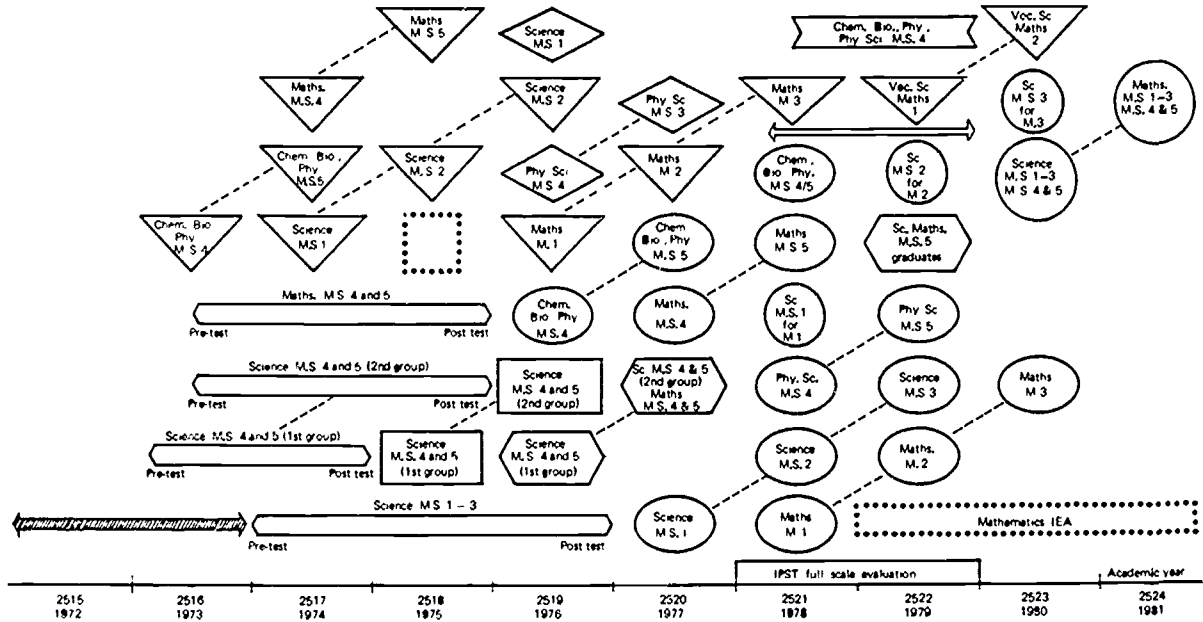 Maths
M S 5
Science
M.S 1
Chem. Bio., Phy,
Phy Sci M.S. 4
Voc. Sc
Maths
2
Maths.
M.S.4
Science
M.S 2
Phy Sc
M S 3
Maths
M 3
Voc. Sc
Maths
1
Sc
M S 3
for
M.3
Maths.
M.S 1-3
M.S. 4 & 5
Chem Bio,
Phy
M.S.5
Science
M.S. 2
Phy Sci
M S 4
Maths
M 2
Chem,
Bio Phy.
M.S 4/5
Sc
M S 2
for
M 2
Science
M.S 1-3
M S 4 & 5
Chem. Bio
Phy
M S 4
Science
M.S 1
Maths
M.1
Chem
Bio, Phy
M.S 5
Maths
M S 5
Sc, Maths,
M.S. 5
graduates
Maths. M S 4 and 5
Pre-test
Post test
Chem.
Bio Phy
M S.4
Maths.
M.S.4
Sc
M.S.1
for
M 1
Phy Sc
M S.5
Science M.S 4 and 5 (2nd group)
Pre-test
Post test
Science
M.S 4 and 5
(2nd group)
Sc M.S 4 & 5
(2nd group)
Maths
M S. 4 & 5
Phy. Sc.
M S.4
Science
M.S 3
Maths
M 3
Science M.S 4 and 5 (1st group)
Pre-test
Post test
Science
M.S. 4 and 5
(1st group)
Science
M S. 4 and 5
(1st group)
Science
M S.2
Maths.
M.2
Science M S 1 - 3
Pre-test
Post test
Science
M S.1
Maths
M 1
Mathematics IEA
IPST full scale evaluation
Academic year
2515 2516 2517 2518 2519 2520 2521 2522 2523 2524
1972 1973 1974 1975 1976 1977 1978 1979 1980 1981